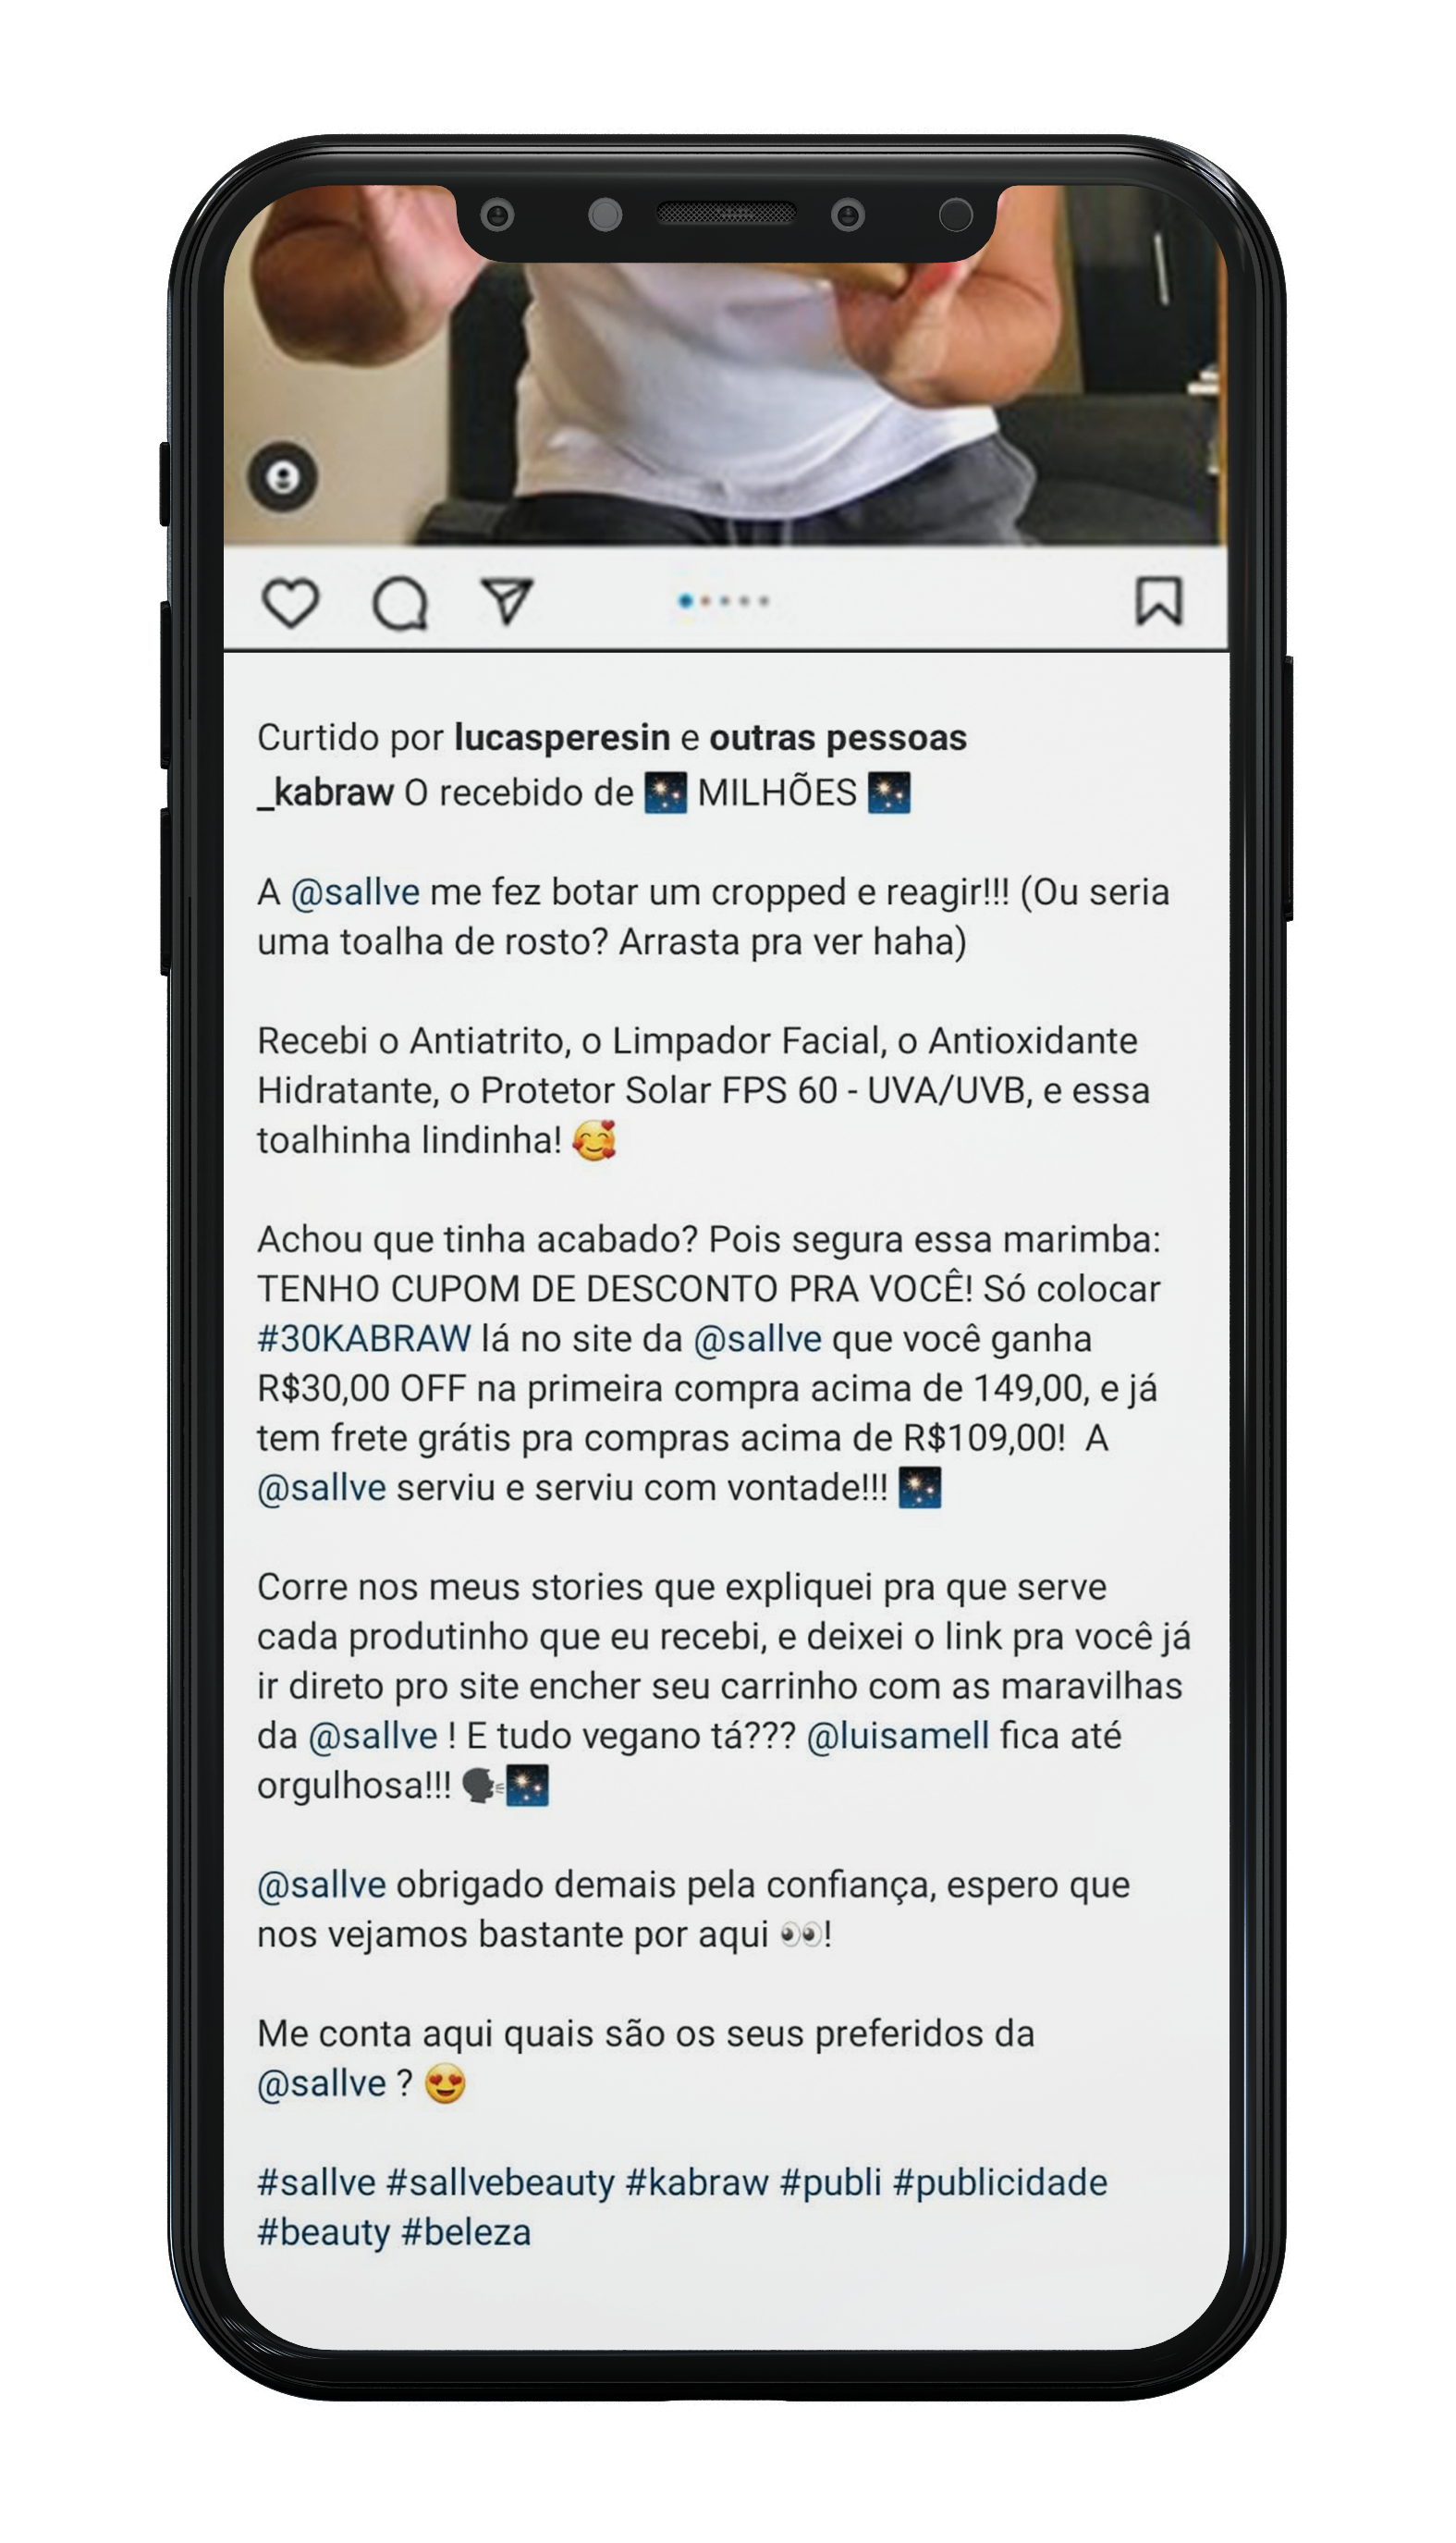 Curtido por lucasperesin e outras pessoas
_kabraw O recebido de 🎇 MILHÕES 🎇
A @sallve me fez botar um cropped e reagir!!! (Ou seria
uma toalha de rosto? Arrasta pra ver haha)
Recebi o Antiatrito, o Limpador Facial, o Antioxidante
Hidratante, o Protetor Solar FPS 60 - UVA/UVB, e essa
toalhinha lindinha! 🥰
Achou que tinha acabado? Pois segura essa marimba:
TENHO CUPOM DE DESCONTO PRA VOCÊ! Só colocar
#30KABRAW lá no site da @sallve que você ganha
R$30,00 OFF na primeira compra acima de 149,00, e já
tem frete grátis pra compras acima de R$109,00!  A
@sallve serviu e serviu com vontade!!! 🎇
Corre nos meus stories que expliquei pra que serve
cada produtinho que eu recebi, e deixei o link pra você já
ir direto pro site encher seu carrinho com as maravilhas
da @sallve ! E tudo vegano tá??? @luisamell fica até
orgulhosa!!! 🗣🎇
@sallve obrigado demais pela confiança, espero que
nos vejamos bastante por aqui 👀!
Me conta aqui quais são os seus preferidos da
@sallve ? 😍
#sallve #sallvebeauty #kabraw #publi #publicidade
#beauty #beleza